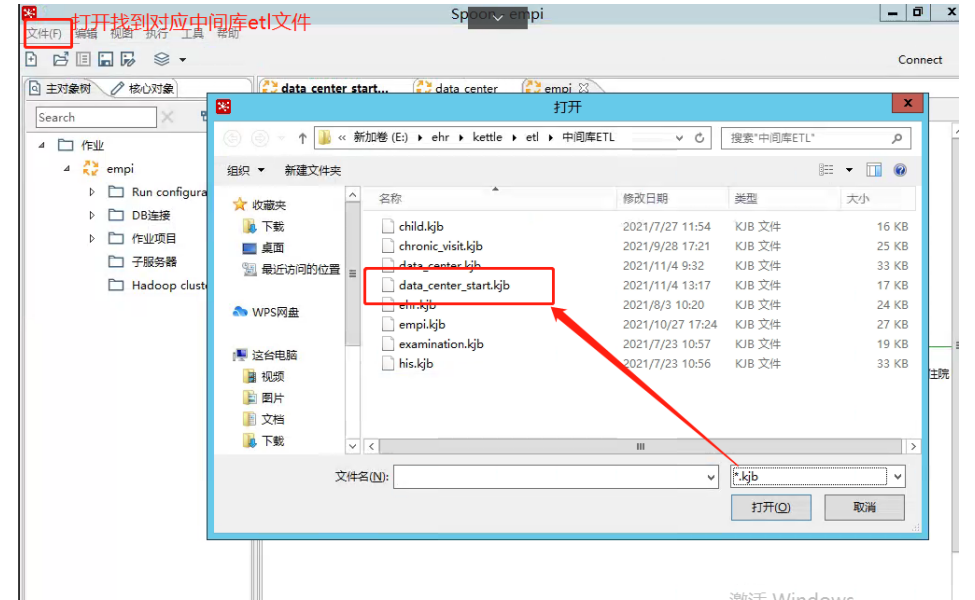 Spoon - empi
打开找到对应中间库etl文件
文件(F) 编辑 视图 执行 工具 帮助
Connect
主对象树 核心对象
data center start... data center empi
Search
作业
empi
Run configura
DB连接
作业项目
子服务器
Hadoop cluste
打开
« 新加卷 (E:) ehr kettle etl 中间库ETL
搜索"中间库ETL"
组织 新建文件夹
收藏夹
下载
桌面
最近访问的位置
WPS网盘
这台电脑
视频
图片
文档
下载
名称 修改日期 类型 大小
child.kjb 2021/7/27 11:54 KJB 文件 16 KB
chronic_visit.kjb 2021/9/28 17:21 KJB 文件 25 KB
data_center.kjb 2021/11/4 9:32 KJB 文件 33 KB
data_center_start.kjb 2021/11/4 13:17 KJB 文件 17 KB
ehr.kjb 2021/8/3 10:20 KJB 文件 24 KB
empi.kjb 2021/10/27 17:24 KJB 文件 27 KB
examination.kjb 2021/7/23 10:57 KJB 文件 19 KB
his.kjb 2021/7/23 10:56 KJB 文件 33 KB
住院
文件名(N):
*.kjb
打开(O) 取消
激活 Windows